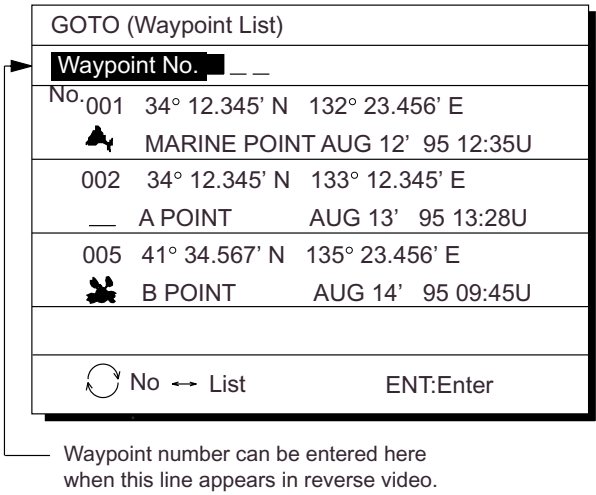 GOTO (Waypoint List)
Waypoint No. _ _
No.
001 34° 12.345’ N 132° 23.456’ E
MARINE POINT AUG 12’ 95 12:35U
002 34° 12.345’ N 133° 12.345’ E
__ A POINT AUG 13’ 95 13:28U
005 41° 34.567’ N 135° 23.456’ E
B POINT AUG 14’ 95 09:45U
No ↔ List ENT:Enter
Waypoint number can be entered here
when this line appears in reverse video.